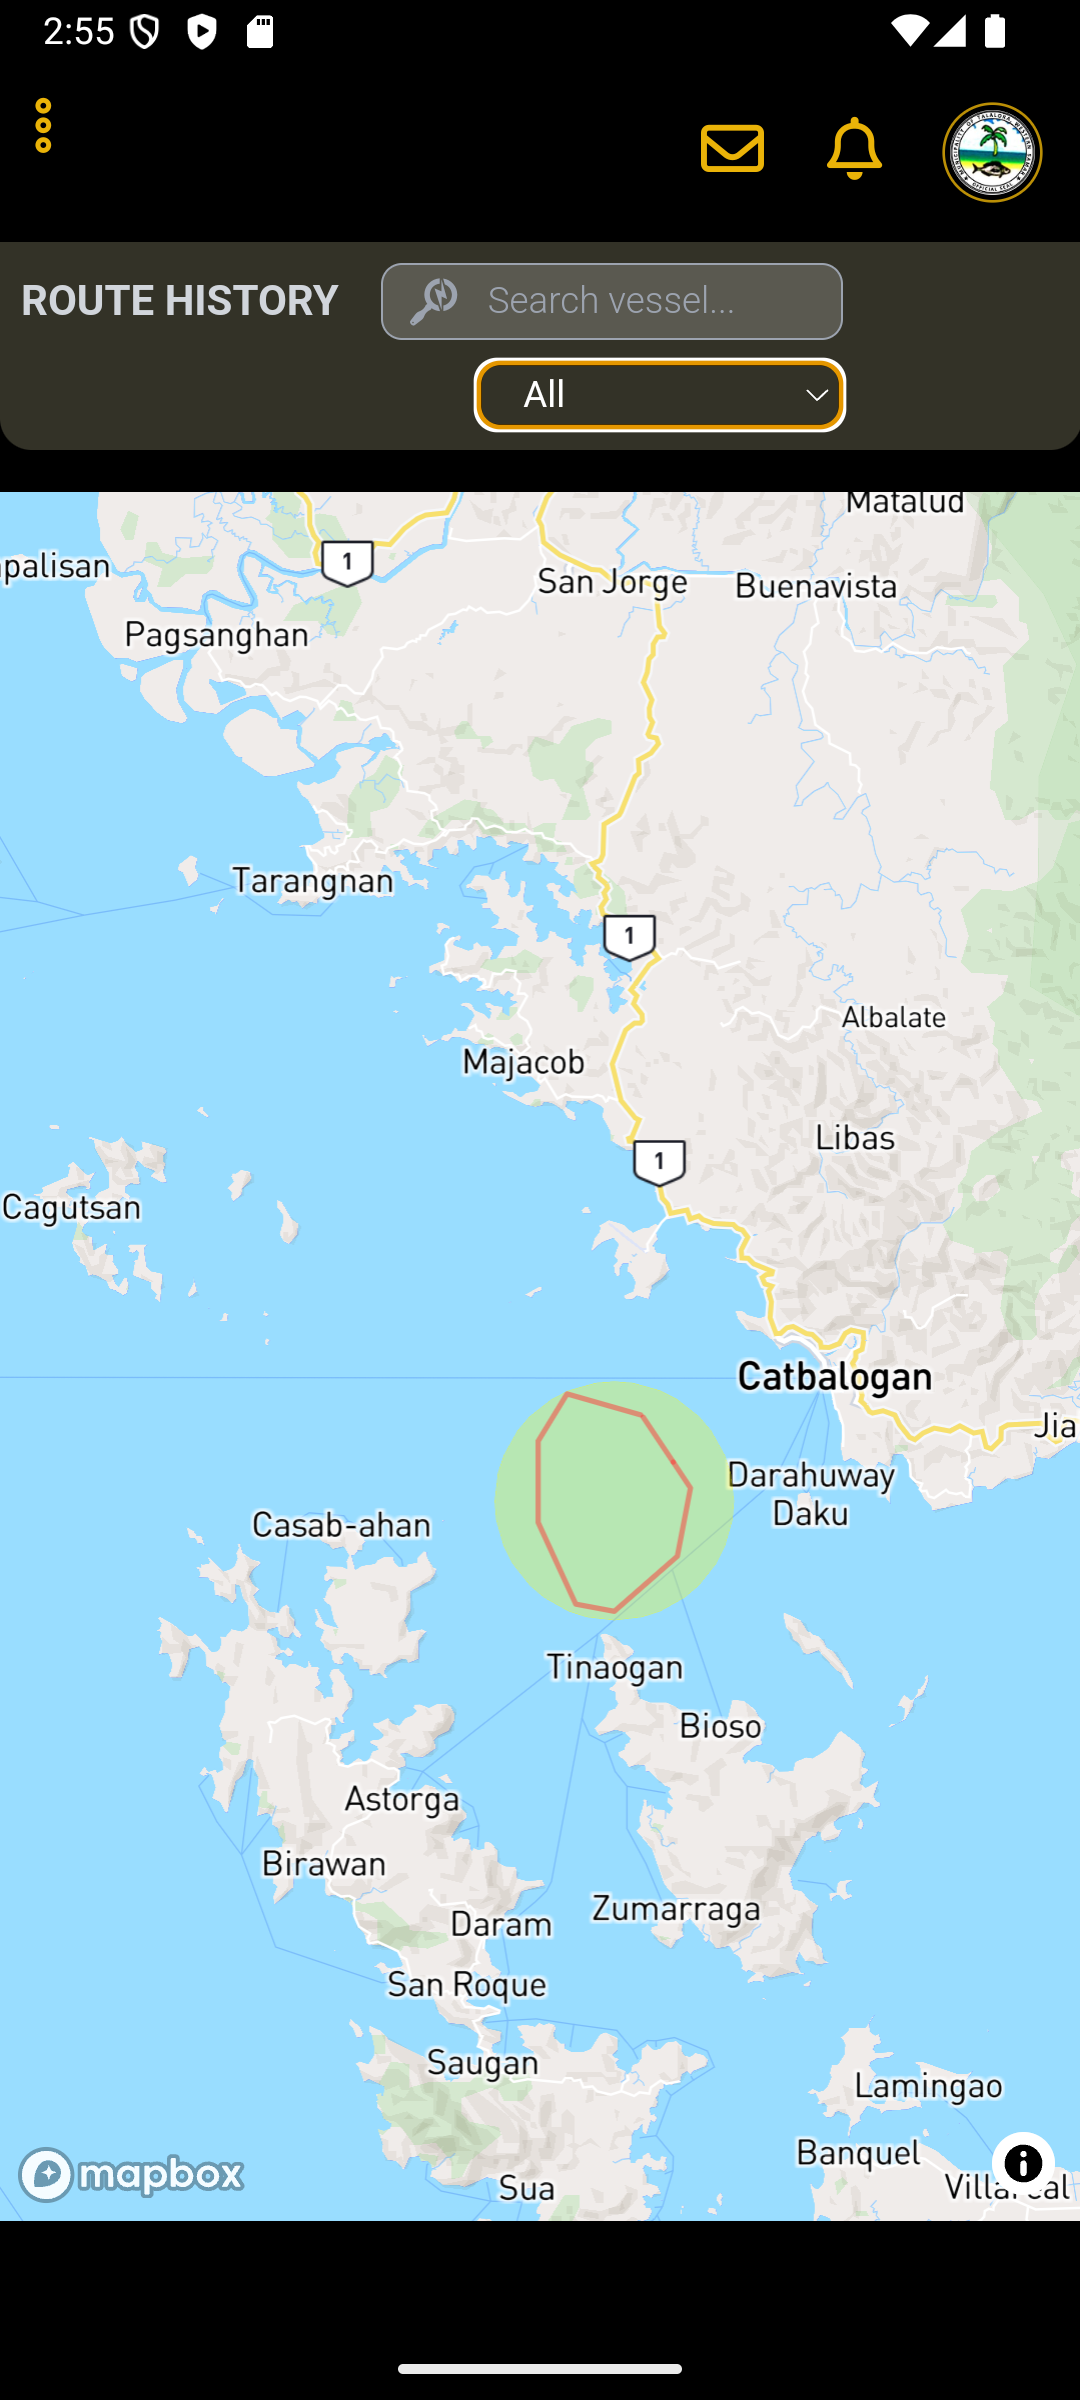 2:55
ROUTE HISTORY
Search vessel...
All
Matalud
palisan
1
San Jorge
Buenavista
Pagsanghan
Tarangnan
1
Albalate
Majacob
Libas
1
Cagutsan
Catbalogan
Jia
Darahuway
Daku
Casab-ahan
Tinaogan
Bioso
Astorga
Birawan
Zumarraga
Daram
San Roque
Saugan
Lamingao
Banquel
mapbox
Sua